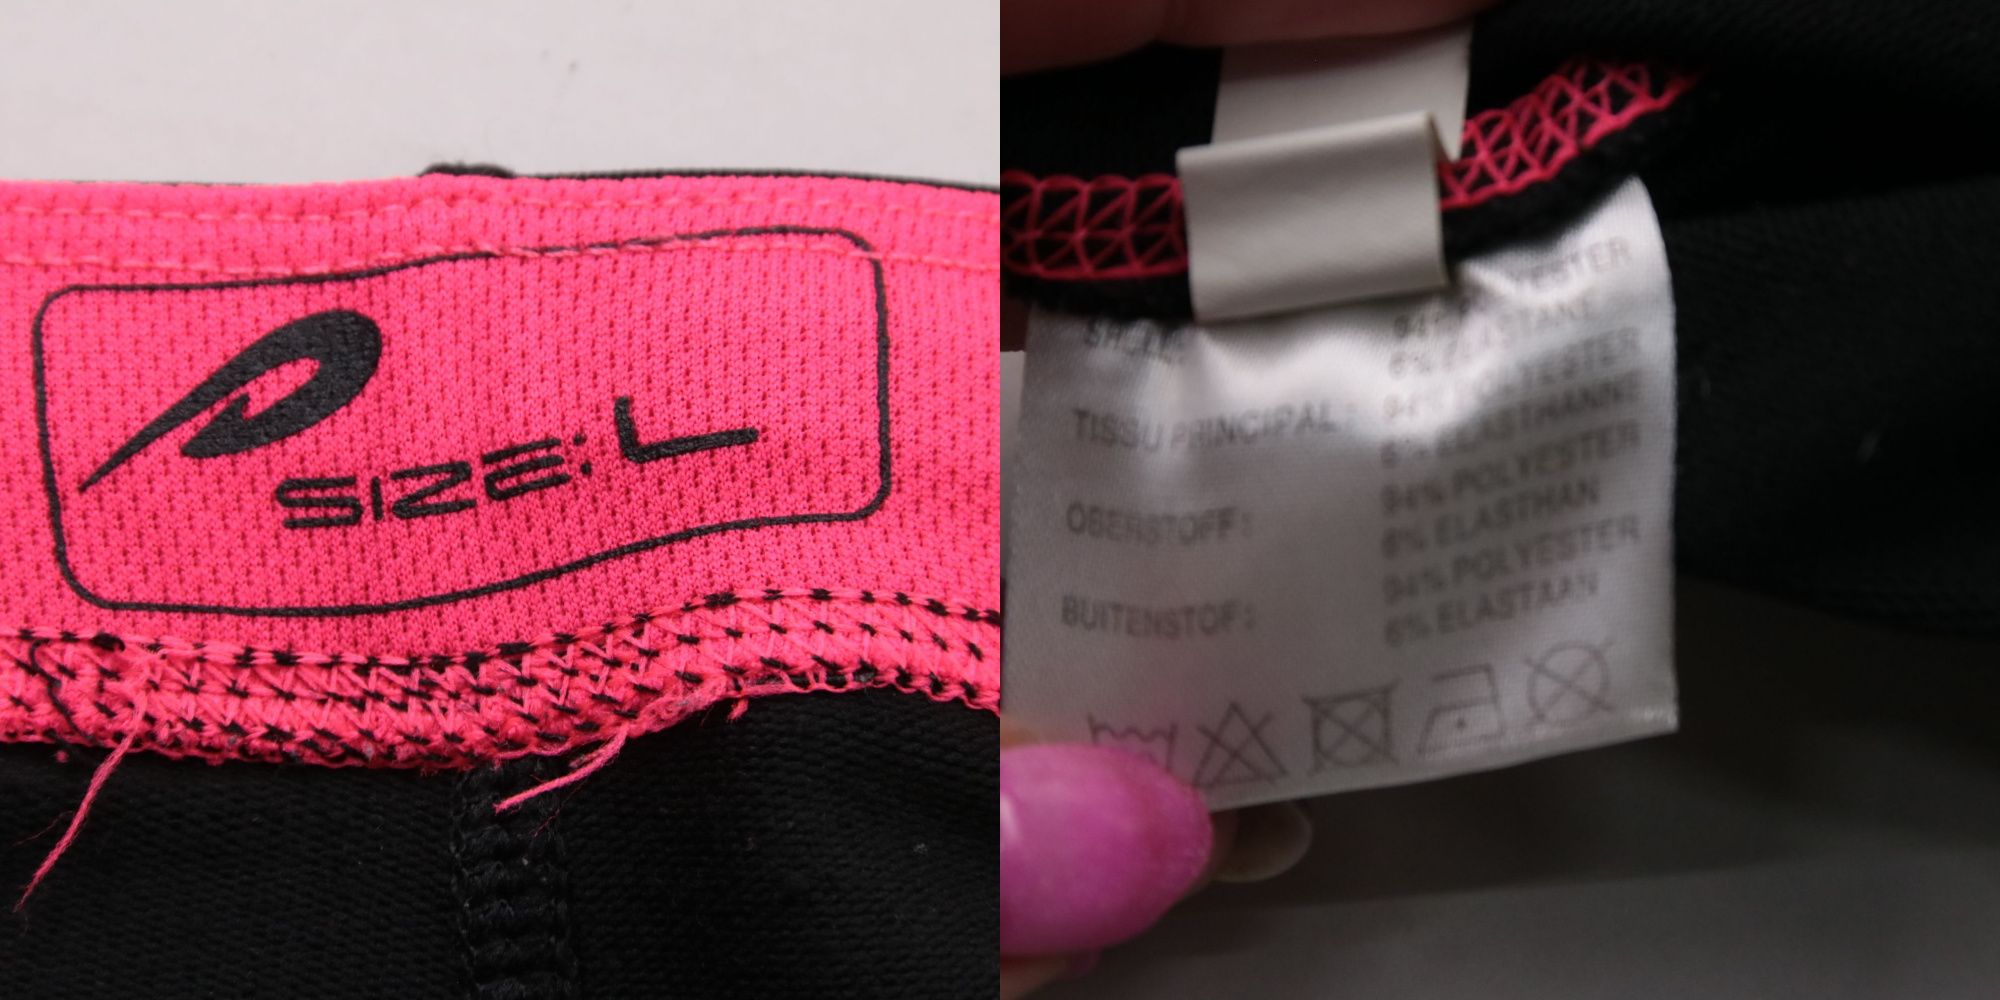 SIZE: L
POLYESTER
SHELL: 94%
6% ELASTANE
94% POLYESTER
TISSU PRINCIPAL: 6% ELASTHANNE
94% POLYESTER
OBERSTOFF: 6% ELASTHAN
94% POLYESTER
BUITENSTOF: 6% ELASTAAN